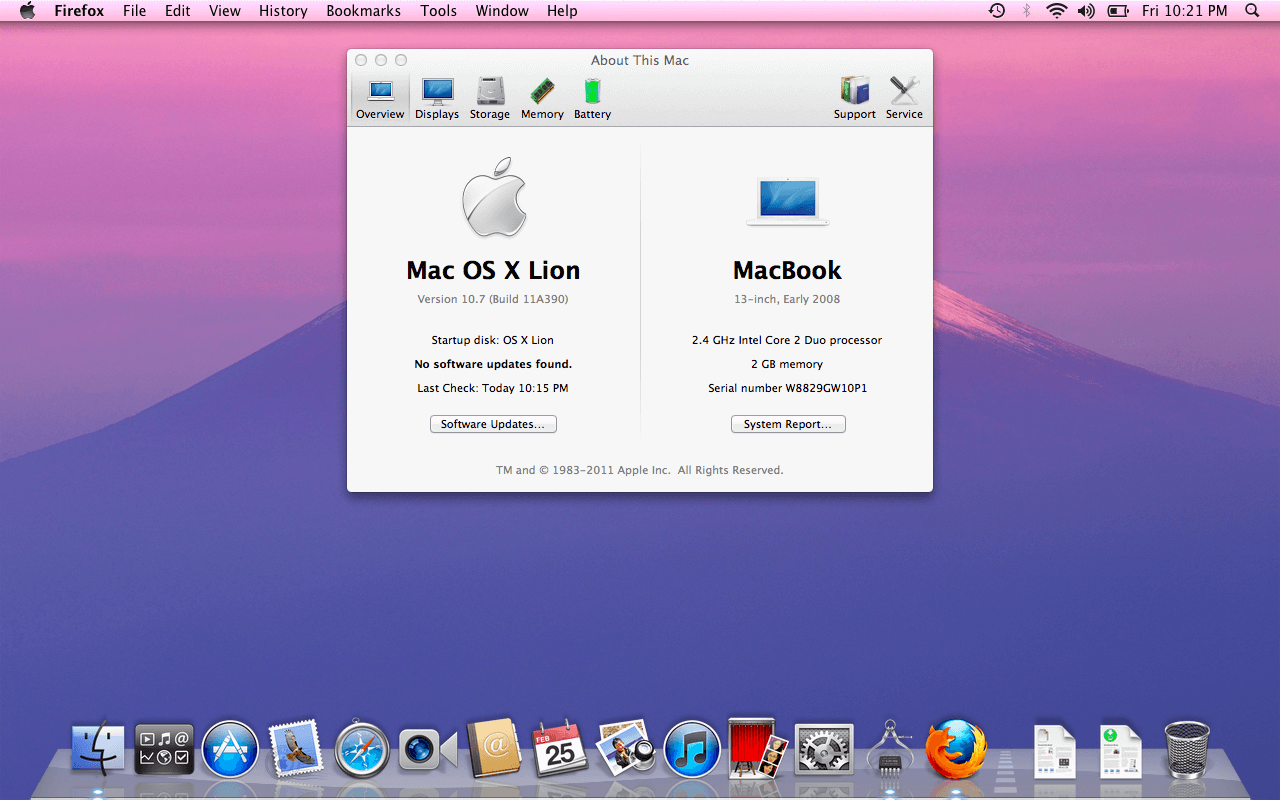 Firefox File Edit View History Bookmarks Tools Window Help Fri 10:21 PM
About This Mac
Overview Displays Storage Memory Battery Support Service
Mac OS X Lion
Version 10.7 (Build 11A390)
Startup disk: OS X Lion
No software updates found.
Last Check: Today 10:15 PM
Software Updates...
MacBook
13-inch, Early 2008
2.4 GHz Intel Core 2 Duo processor
2 GB memory
Serial number W8829GW10P1
System Report...
TM and © 1983-2011 Apple Inc. All Rights Reserved.
@
@
FEB
25